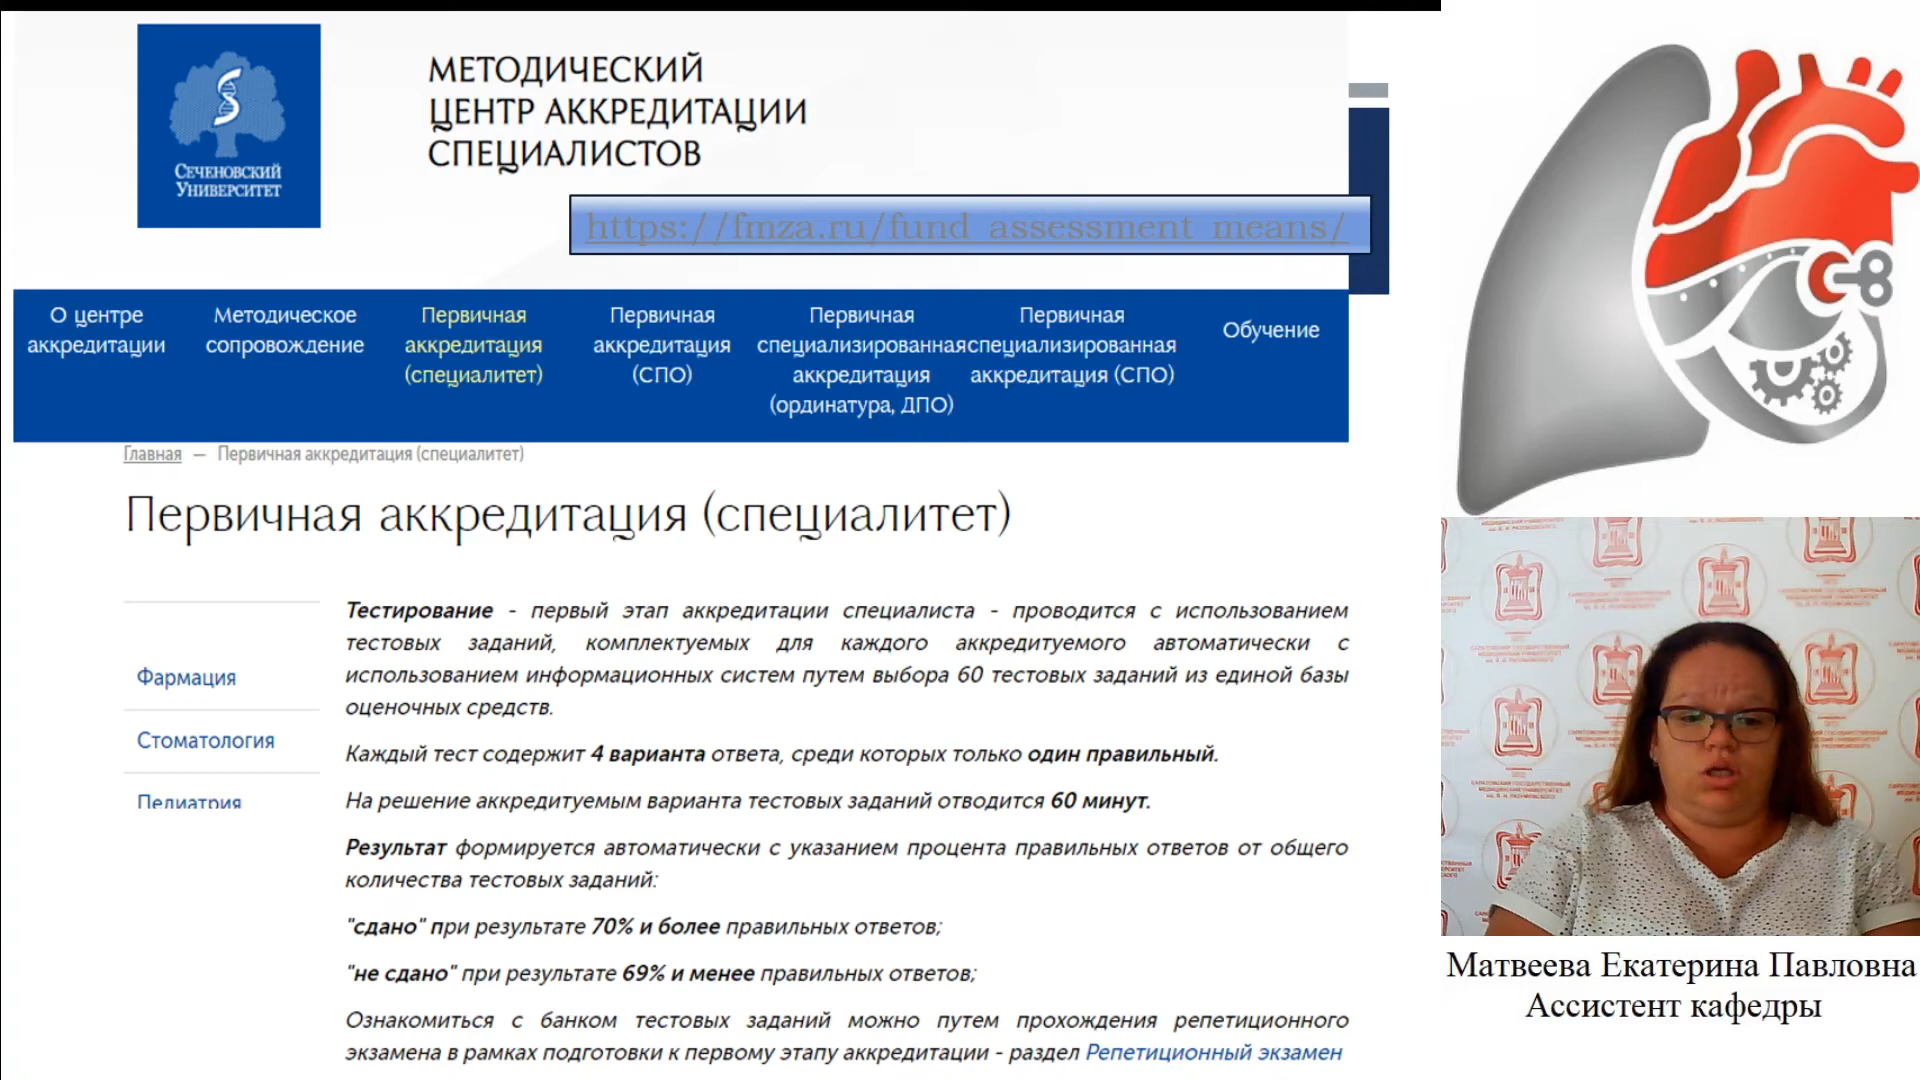 Сеченовский
Университет
МЕТОДИЧЕСКИЙ
ЦЕНТР АККРЕДИТАЦИИ
СПЕЦИАЛИСТОВ
https://fmza.ru/fund_assessment_means/
О центре
аккредитации
Методическое
сопровождение
Первичная
аккредитация
(специалитет)
Первичная
аккредитация
(СПО)
Первичная
специализированная
аккредитация
(ординатура, ДПО)
Первичная
специализированная
аккредитация (СПО)
Обучение
Главная — Первичная аккредитация (специалитет)
Первичная аккредитация (специалитет)
Фармация
Стоматология
Педиатрия
Тестирование - первый этап аккредитации специалиста - проводится с использованием
тестовых заданий, комплектуемых для каждого аккредитуемого автоматически с
использованием информационных систем путем выбора 60 тестовых заданий из единой базы
оценочных средств.
Каждый тест содержит 4 варианта ответа, среди которых только один правильный.
На решение аккредитуемым варианта тестовых заданий отводится 60 минут.
Результат формируется автоматически с указанием процента правильных ответов от общего
количества тестовых заданий:
"сдано" при результате 70% и более правильных ответов;
"не сдано" при результате 69% и менее правильных ответов;
Ознакомиться с банком тестовых заданий можно путем прохождения репетиционного
экзамена в рамках подготовки к первому этапу аккредитации - раздел Репетиционный экзамен
Матвеева Екатерина Павловна
Ассистент кафедры